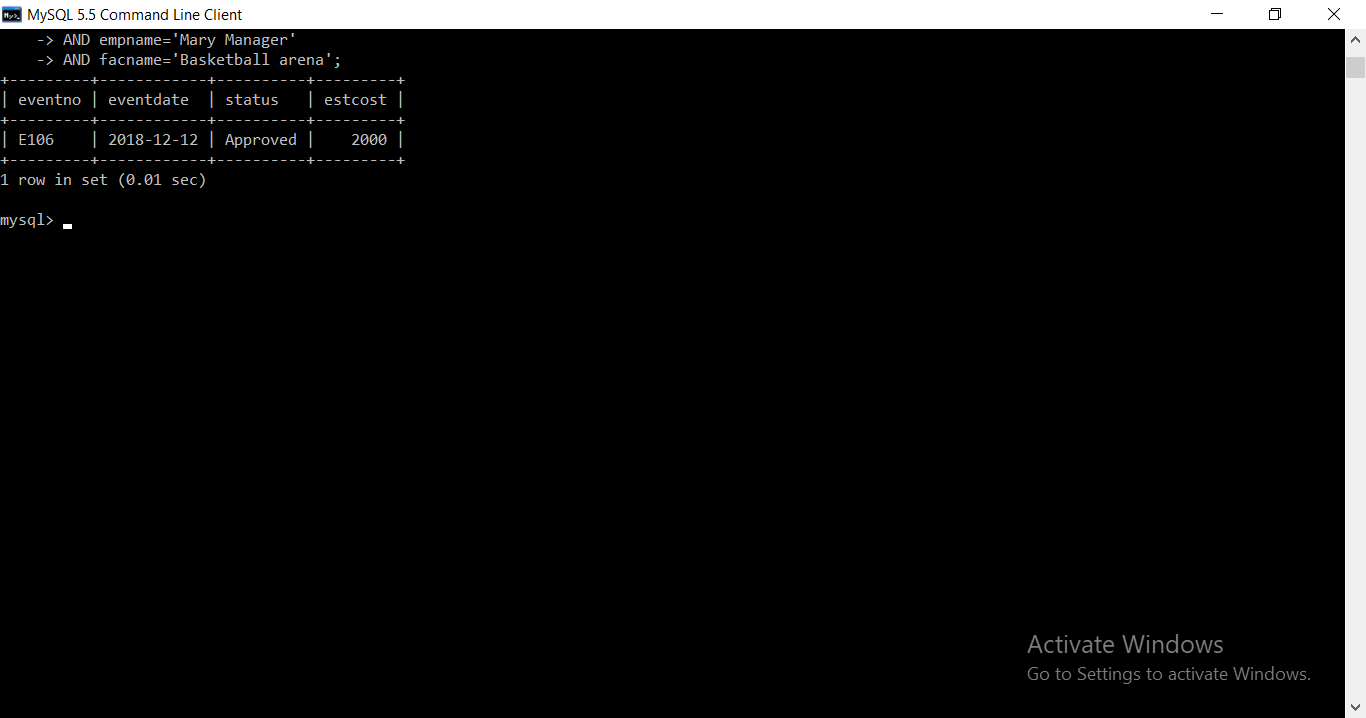 MySQL 5.5 Command Line Client
    -> AND empname='Mary Manager'
    -> AND facname='Basketball arena';
+---------+------------+----------+---------+
| eventno | eventdate  | status   | estcost |
+---------+------------+----------+---------+
| E106    | 2018-12-12 | Approved |    2000 |
+---------+------------+----------+---------+
1 row in set (0.01 sec)
mysql>
Activate Windows
Go to Settings to activate Windows.